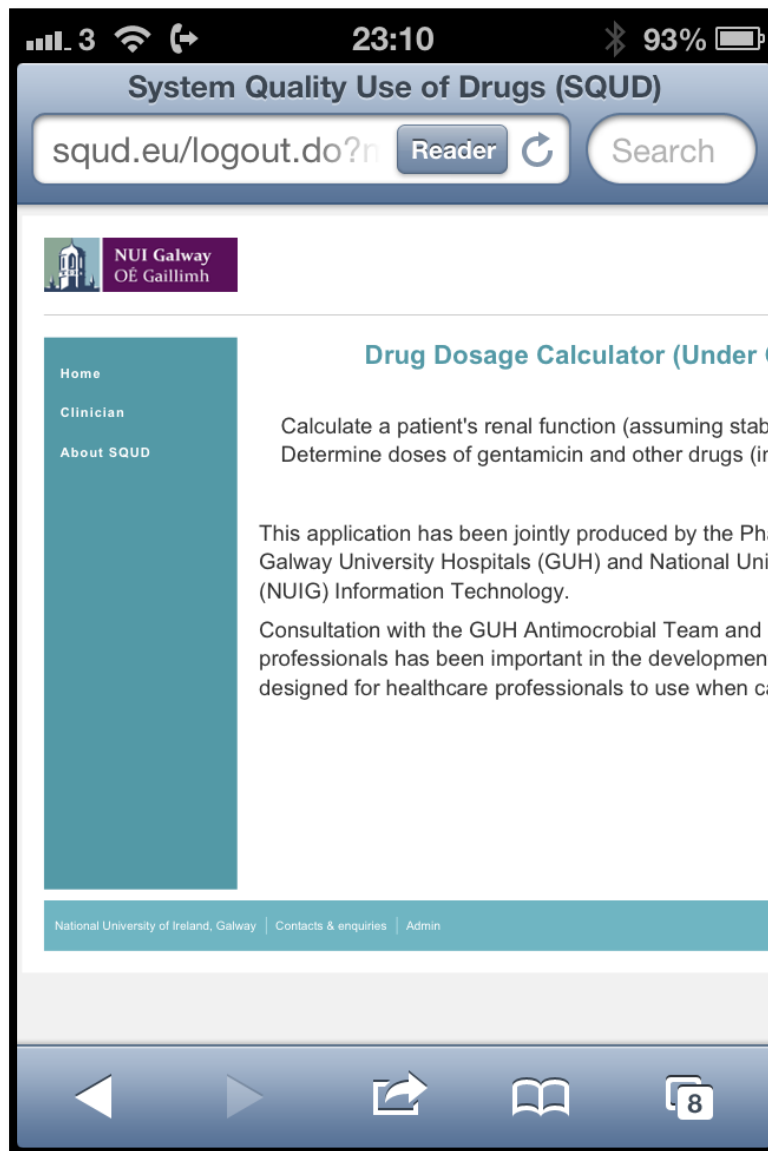 3 23:10 93%
System Quality Use of Drugs (SQUD)
squd.eu/logout.do? Reader Search
NUI Galway
OÉ Gaillimh
Home
Clinician
About SQUD
Drug Dosage Calculator (Under
Calculate a patient's renal function (assuming stab
Determine doses of gentamicin and other drugs (in
This application has been jointly produced by the Pha
Galway University Hospitals (GUH) and National Uni
(NUIG) Information Technology.
Consultation with the GUH Antimocrobial Team and
professionals has been important in the developmen
designed for healthcare professionals to use when ca
National University of Ireland, Galway Contacts & enquiries Admin
8